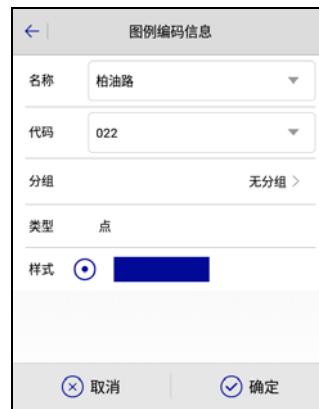 图例编码信息
名称 柏油路
代码 022
分组 无分组
类型 点
样式
取消 确定